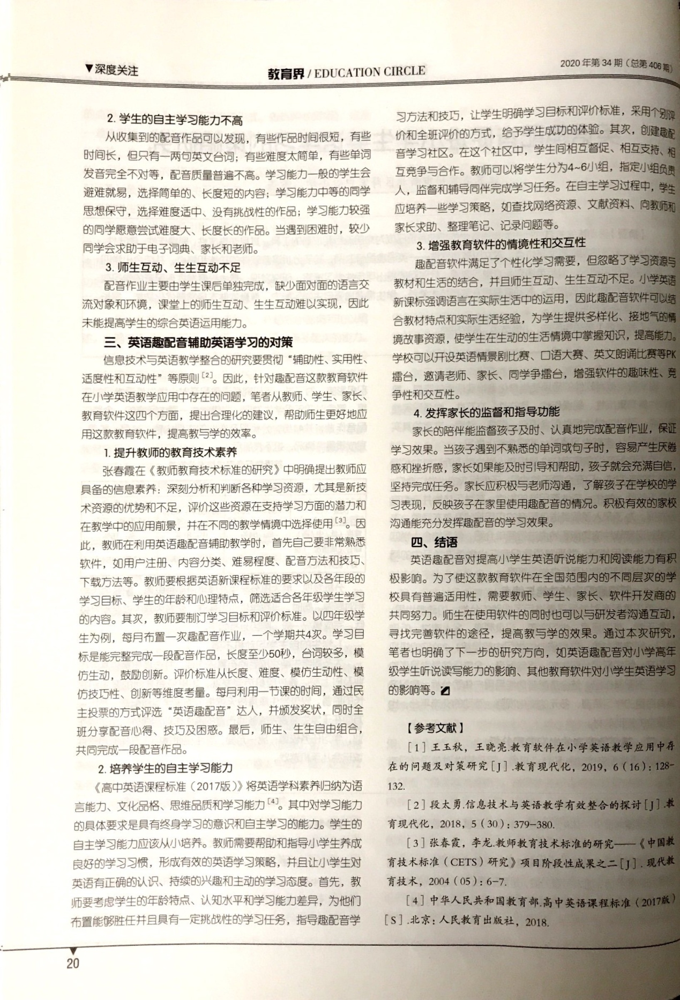 ▼深度关注
教育界 / EDUCATION CIRCLE
2020 年第 34 期（总第 406 期）
2. 学生的自主学习能力不高
从收集到的配音作品可以发现，有些作品时间很短，有些
时间长，但只有一两句英文台词；有些难度太简单，有些单词
发音完全不对等，配音质量普遍不高。学习能力一般的学生会
避难就易，选择简单的、长度短的内容；学习能力中等的同学
思想保守，选择难度适中、没有挑战性的作品；学习能力较强
的同学愿意尝试难度大、长度长的作品。当遇到困难时，较少
同学会求助于电子词典、家长和老师。
3. 师生互动、生生互动不足
配音作业主要由学生课后单独完成，缺少面对面的语言交
流对象和环境，课堂上的师生互动、生生互动难以实现，因此
未能提高学生的综合英语运用能力。
三、英语趣配音辅助英语学习的对策
信息技术与英语教学整合的研究要贯彻“辅助性、实用性、
适度性和互动性”等原则［2］。因此，针对趣配音这款教育软件
在小学英语教学应用中存在的问题，笔者从教师、学生、家长、
教育软件这四个方面，提出合理化的建议，帮助师生更好地应
用这款教育软件，提高教与学的效率。
1. 提升教师的教育技术素养
张春霞在《教师教育技术标准的研究》中明确提出教师应
具备的信息素养：深刻分析和判断各种学习资源，尤其是新技
术资源的优势和不足，评价这些资源在支持学习方面的潜力和
在教学中的应用前景，并在不同的教学情境中选择使用［3］。因
此，教师在利用英语趣配音辅助教学时，首先自己要非常熟悉
软件，如用户注册、内容分类、难易程度、配音方法和技巧、
下载方法等。教师要根据英语新课程标准的要求以及各年段的
学习目标、学生的年龄和心理特点，筛选适合各年级学生学习
的内容。其次，教师要制订学习目标和评价标准。以四年级学
生为例，每月布置一次趣配音作业，一个学期共4次。学习目
标是能完整完成一段配音作品，长度至少50秒，台词较多，模
仿生动，鼓励创新。评价标准从长度、难度、模仿生动性、模
仿技巧性、创新等维度考量。每月利用一节课的时间，通过民
主投票的方式评选“英语趣配音”达人，并颁发奖状，同时全
班分享配音心得、技巧及困惑。最后，师生、生生自由组合，
共同完成一段配音作品。
2. 培养学生的自主学习能力
《高中英语课程标准（2017版）》将英语学科素养归纳为语
言能力、文化品格、思维品质和学习能力［4］。其中对学习能力
的具体要求是具有终身学习的意识和自主学习的能力。学生的
自主学习能力应该从小培养。教师需要帮助和指导小学生养成
良好的学习习惯，形成有效的英语学习策略，并且让小学生对
英语有正确的认识、持续的兴趣和主动的学习态度。首先，教
师要考虑学生的年龄特点、认知水平和学习能力差异，为他们
布置能够胜任并且具有一定挑战性的学习任务，指导趣配音学
习方法和技巧，让学生明确学习目标和评价标准，采用个别评
价和全班评价的方式，给予学生成功的体验。其次，创建趣配
音学习社区。在这个社区中，学生间相互督促、相互支持、相
互竞争与合作。教师可以将学生分为4~6小组，指定小组负责
人，监督和辅导同伴完成学习任务。在自主学习过程中，学生
应培养一些学习策略，如查找网络资源、文献资料、向教师和
家长求助、整理笔记、记录问题等。
3. 增强教育软件的情境性和交互性
趣配音软件满足了个性化学习需要，但忽略了学习资源与
教材和生活的结合，并且师生互动、生生互动不足。小学英语
新课标强调语言在实际生活中的运用，因此趣配音软件可以结
合教材特点和实际生活经验，为学生提供多样化、接地气的情
境故事资源，使学生在生动的生活情境中掌握知识，提高能力。
学校可以开设英语情景剧比赛、口语大赛、英文朗诵比赛等PK
擂台，邀请老师、家长、同学争擂台，增强软件的趣味性、竞
争性和交互性。
4. 发挥家长的监督和指导功能
家长的陪伴能监督孩子及时、认真地完成配音作业，保证
学习效果。当孩子遇到不熟悉的单词或句子时，容易产生厌倦
感和挫折感，家长如果能及时引导和帮助，孩子就会充满自信，
坚持完成任务。家长应积极与老师沟通，了解孩子在学校的学
习表现，反映孩子在家里使用趣配音的情况。积极有效的家校
沟通能充分发挥趣配音的学习效果。
四、结语
英语趣配音对提高小学生英语听说能力和阅读能力有积
极影响。为了使这款教育软件在全国范围内的不同层次的学
校具有普遍适用性，需要教师、学生、家长、软件开发商的
共同努力。师生在使用软件的同时也可以与研发者沟通互动，
寻找完善软件的途径，提高教与学的效果。通过本次研究，
笔者也明确了下一步的研究方向，如英语趣配音对小学高年
级学生听说读写能力的影响、其他教育软件对小学生英语学习
的影响等。
【参考文献】
［1］王玉秋，王晓亮.教育软件在小学英语教学应用中存
在的问题及对策研究［J］.教育现代化，2019，6（16）：128-
132.
［2］段太勇.信息技术与英语教学有效整合的探讨［J］.教
育现代化，2018，5（30）：379-380.
［3］张春霞，李龙.教师教育技术标准的研究——《中国教
育技术标准（CETS）研究》项目阶段性成果之二［J］.现代教
育技术，2004（05）：6-7.
［4］中华人民共和国教育部.高中英语课程标准（2017版）
［S］.北京：人民教育出版社，2018.
20